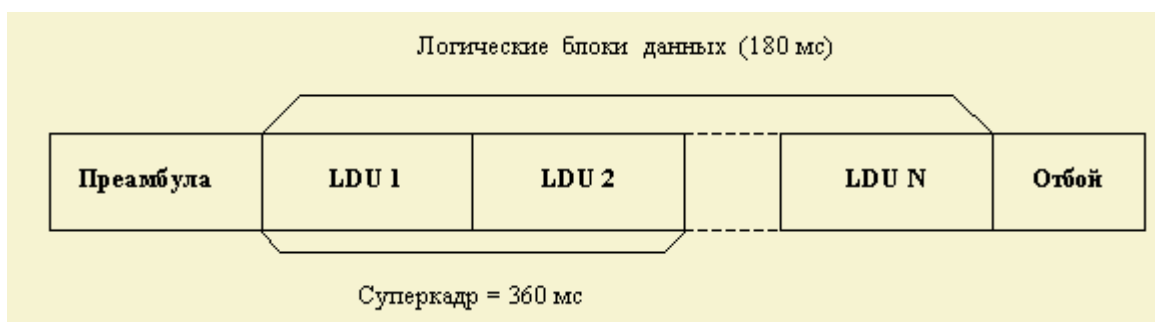 Логические блоки данных (180 мс)
Преамбула LDU 1 LDU 2 LDU N Отбой
Суперкадр = 360 мс